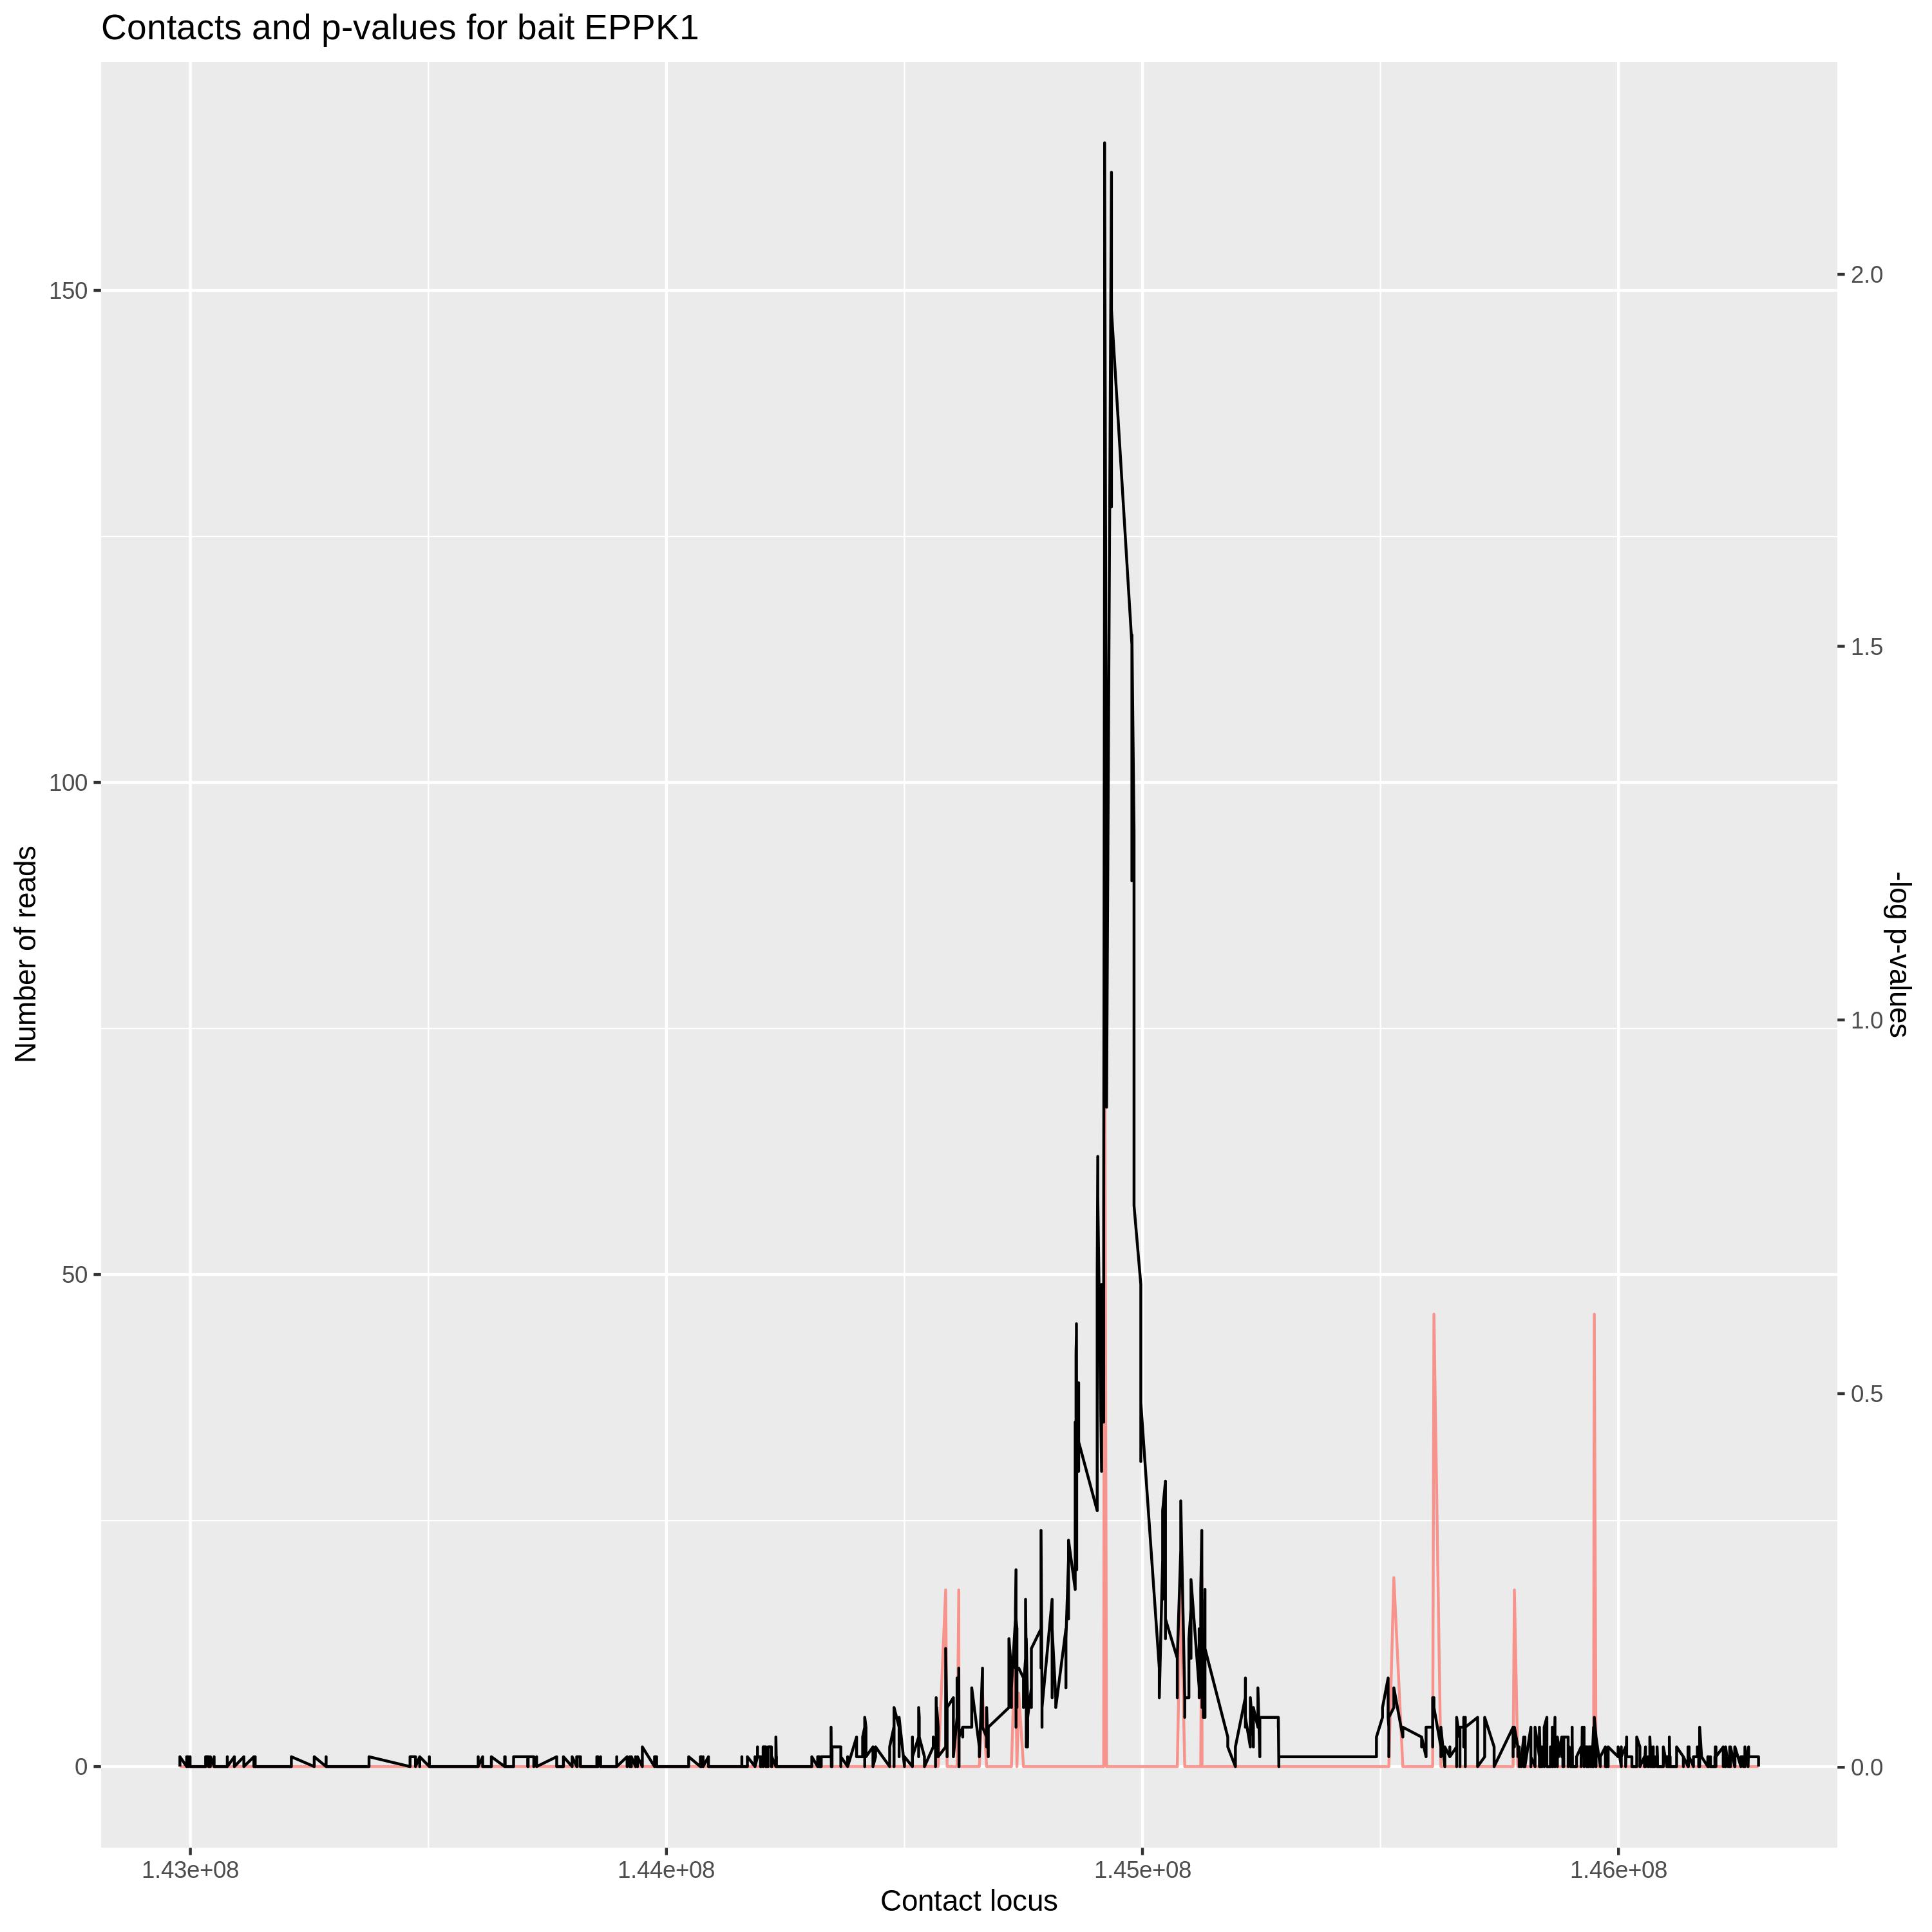 Contacts and p-values for bait EPPK1
150
100
50
0
2.0
1.5
1.0
0.5
0.0
Number of reads
-log p-values
1.43e+08
1.44e+08
1.45e+08
1.46e+08
Contact locus